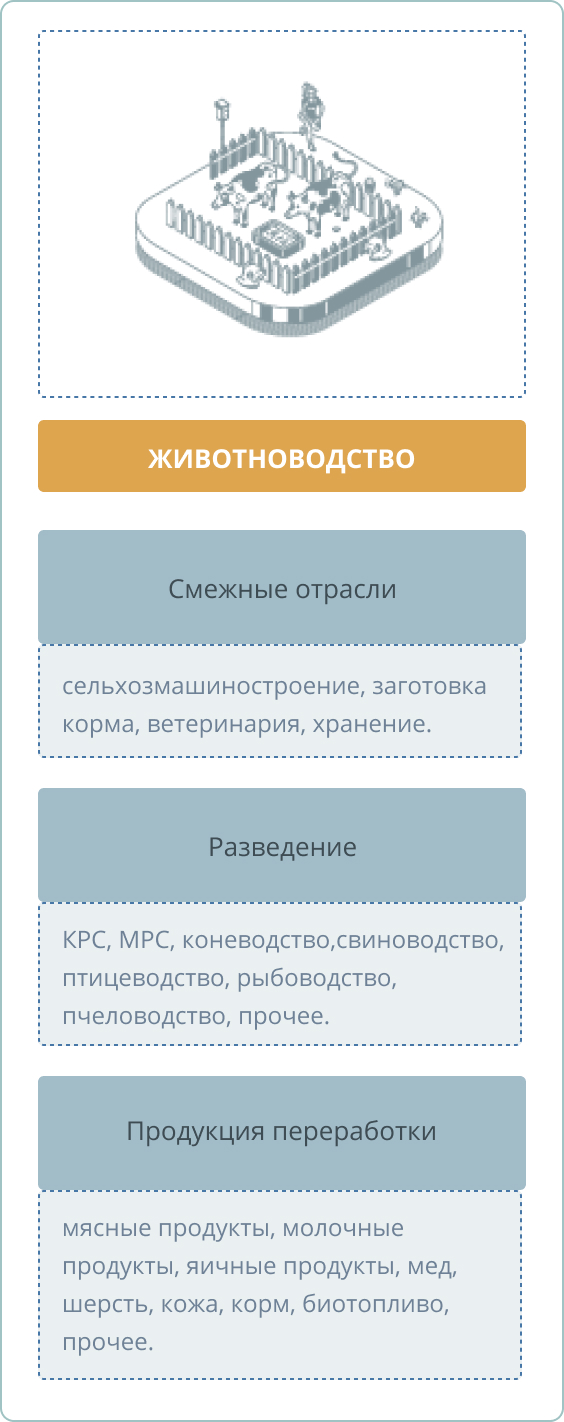 ЖИВОТНОВОДСТВО
Смежные отрасли
сельхозмашиностроение, заготовка
корма, ветеринария, хранение.
Разведение
КРС, МРС, коневодство,свиноводство,
птицеводство, рыбоводство,
пчеловодство, прочее.
Продукция переработки
мясные продукты, молочные
продукты, яичные продукты, мед,
шерсть, кожа, корм, биотопливо,
прочее.